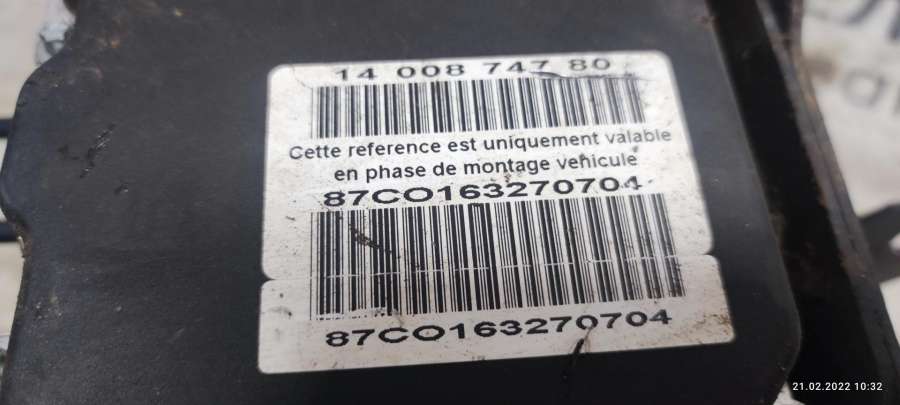 14 008 747 80
Cette reference est uniquement valable
en phase de montage vehicule
87CO163270704
87CO163270704
21.02.2022 10:32